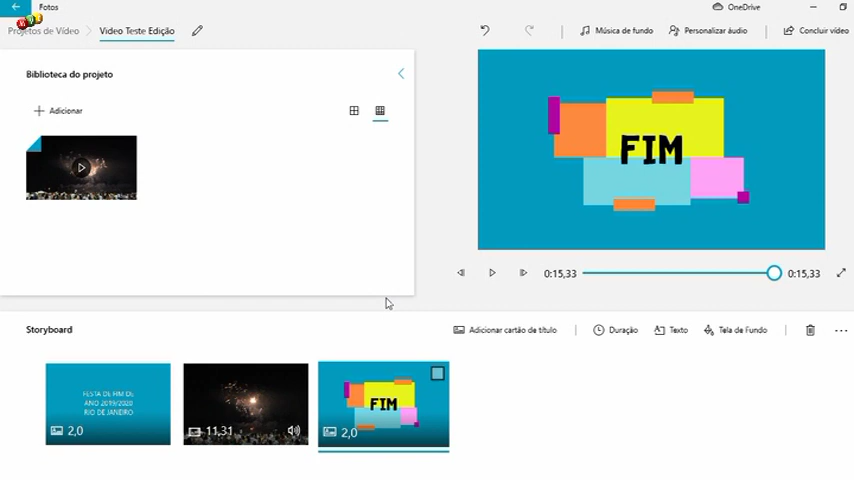 Fotos
OneDrive
Projetos de Vídeo
Video Teste Edição
Música de fundo
Personalizar áudio
Concluir vídeo
Biblioteca do projeto
Adicionar
FIM
0:15,33
0:15,33
Storyboard
Adicionar cartão de título
Duração
Texto
Tela de Fundo
FESTA DE FIM DE
ANO 2019/2020
RIO DE JANEIRO
2,0
11,31
FIM
2,0